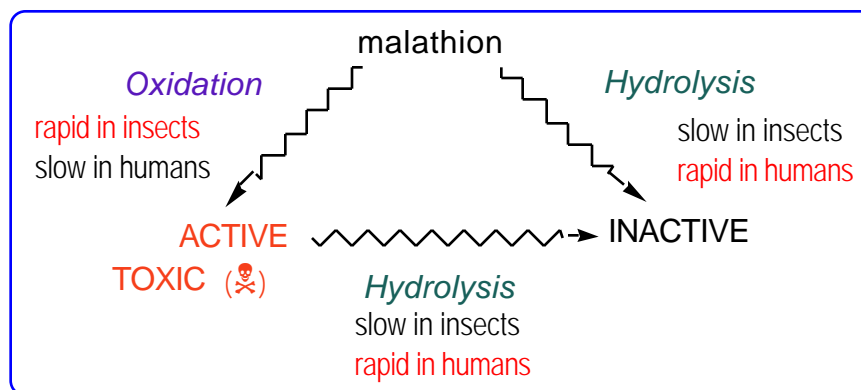 malathion
Oxidation
rapid in insects
slow in humans
Hydrolysis
slow in insects
rapid in humans
ACTIVE
TOXIC (☠)
INACTIVE
Hydrolysis
slow in insects
rapid in humans